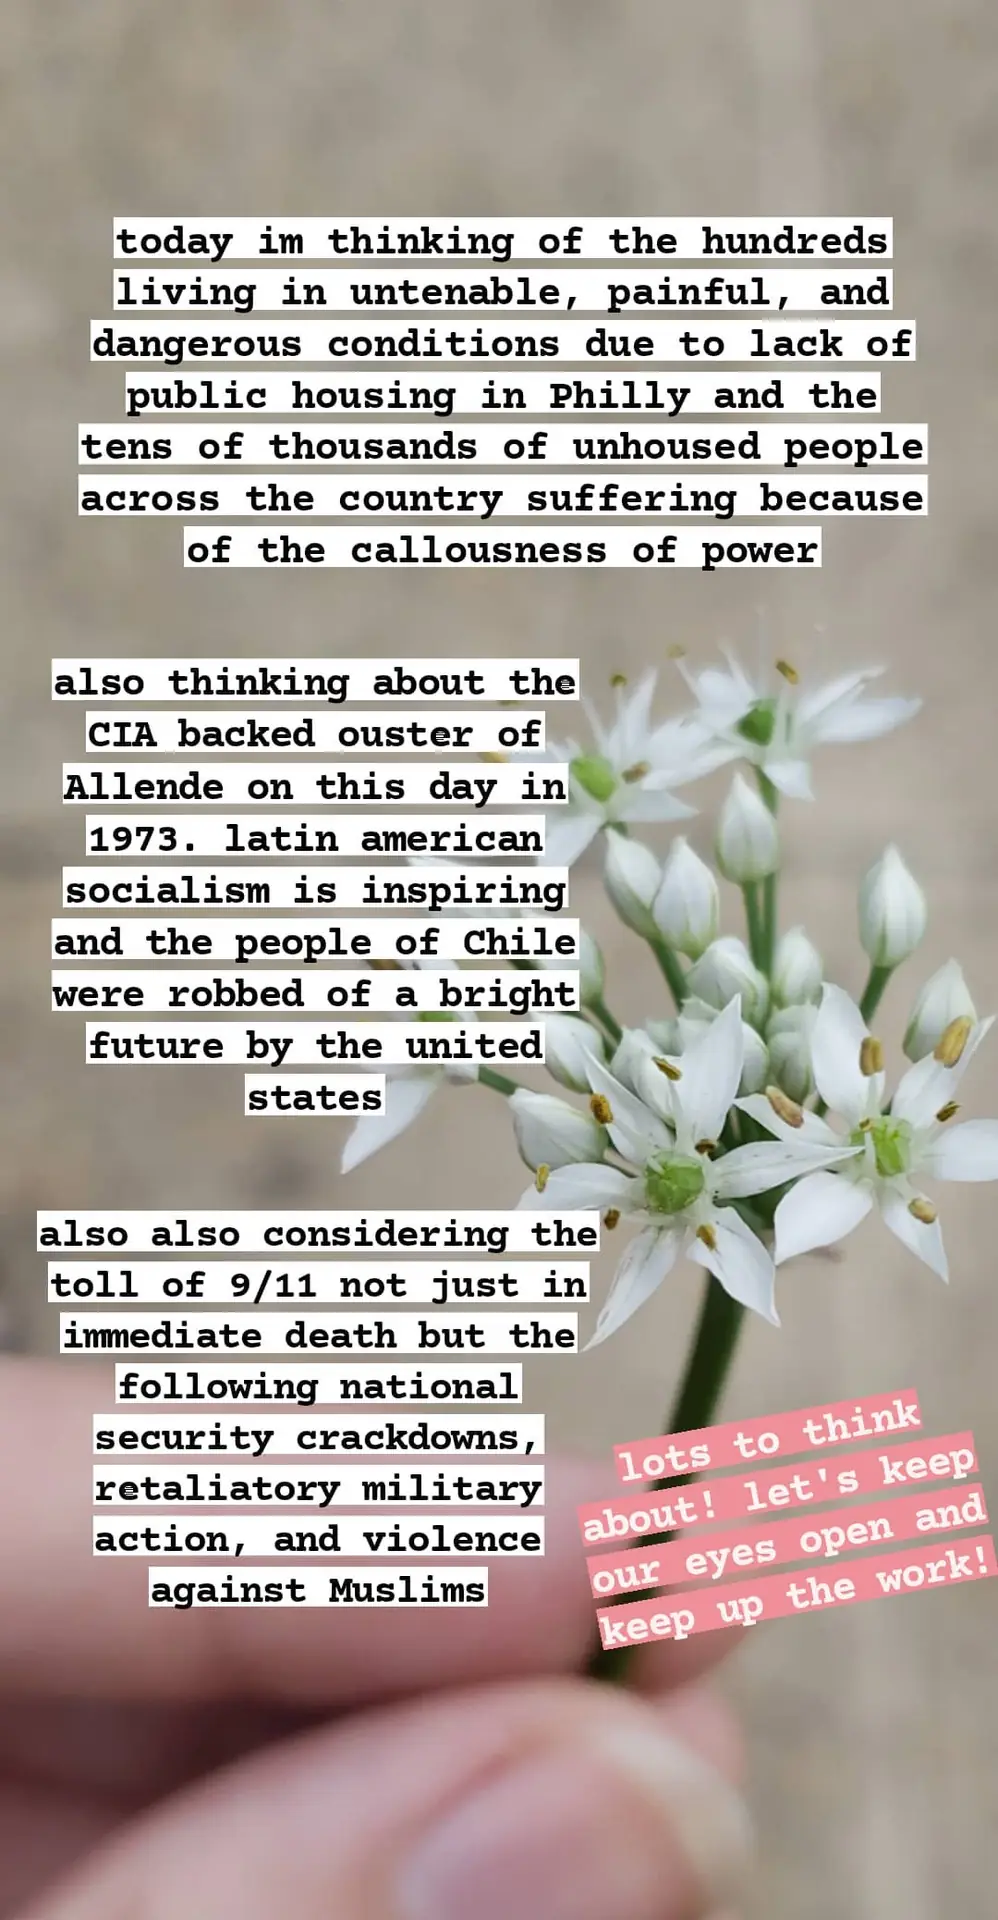 today im thinking of the hundreds
living in untenable, painful, and
dangerous conditions due to lack of
public housing in Philly and the
tens of thousands of unhoused people
across the country suffering because
of the callousness of power
also thinking about the
CIA backed ouster of
Allende on this day in
1973. latin american
socialism is inspiring
and the people of Chile
were robbed of a bright
future by the united
states
also also considering the
toll of 9/11 not just in
immediate death but the
following national
security crackdowns,
retaliatory military
action, and violence
against Muslims
lots to think
about! let's keep
our eyes open and
keep up the work!